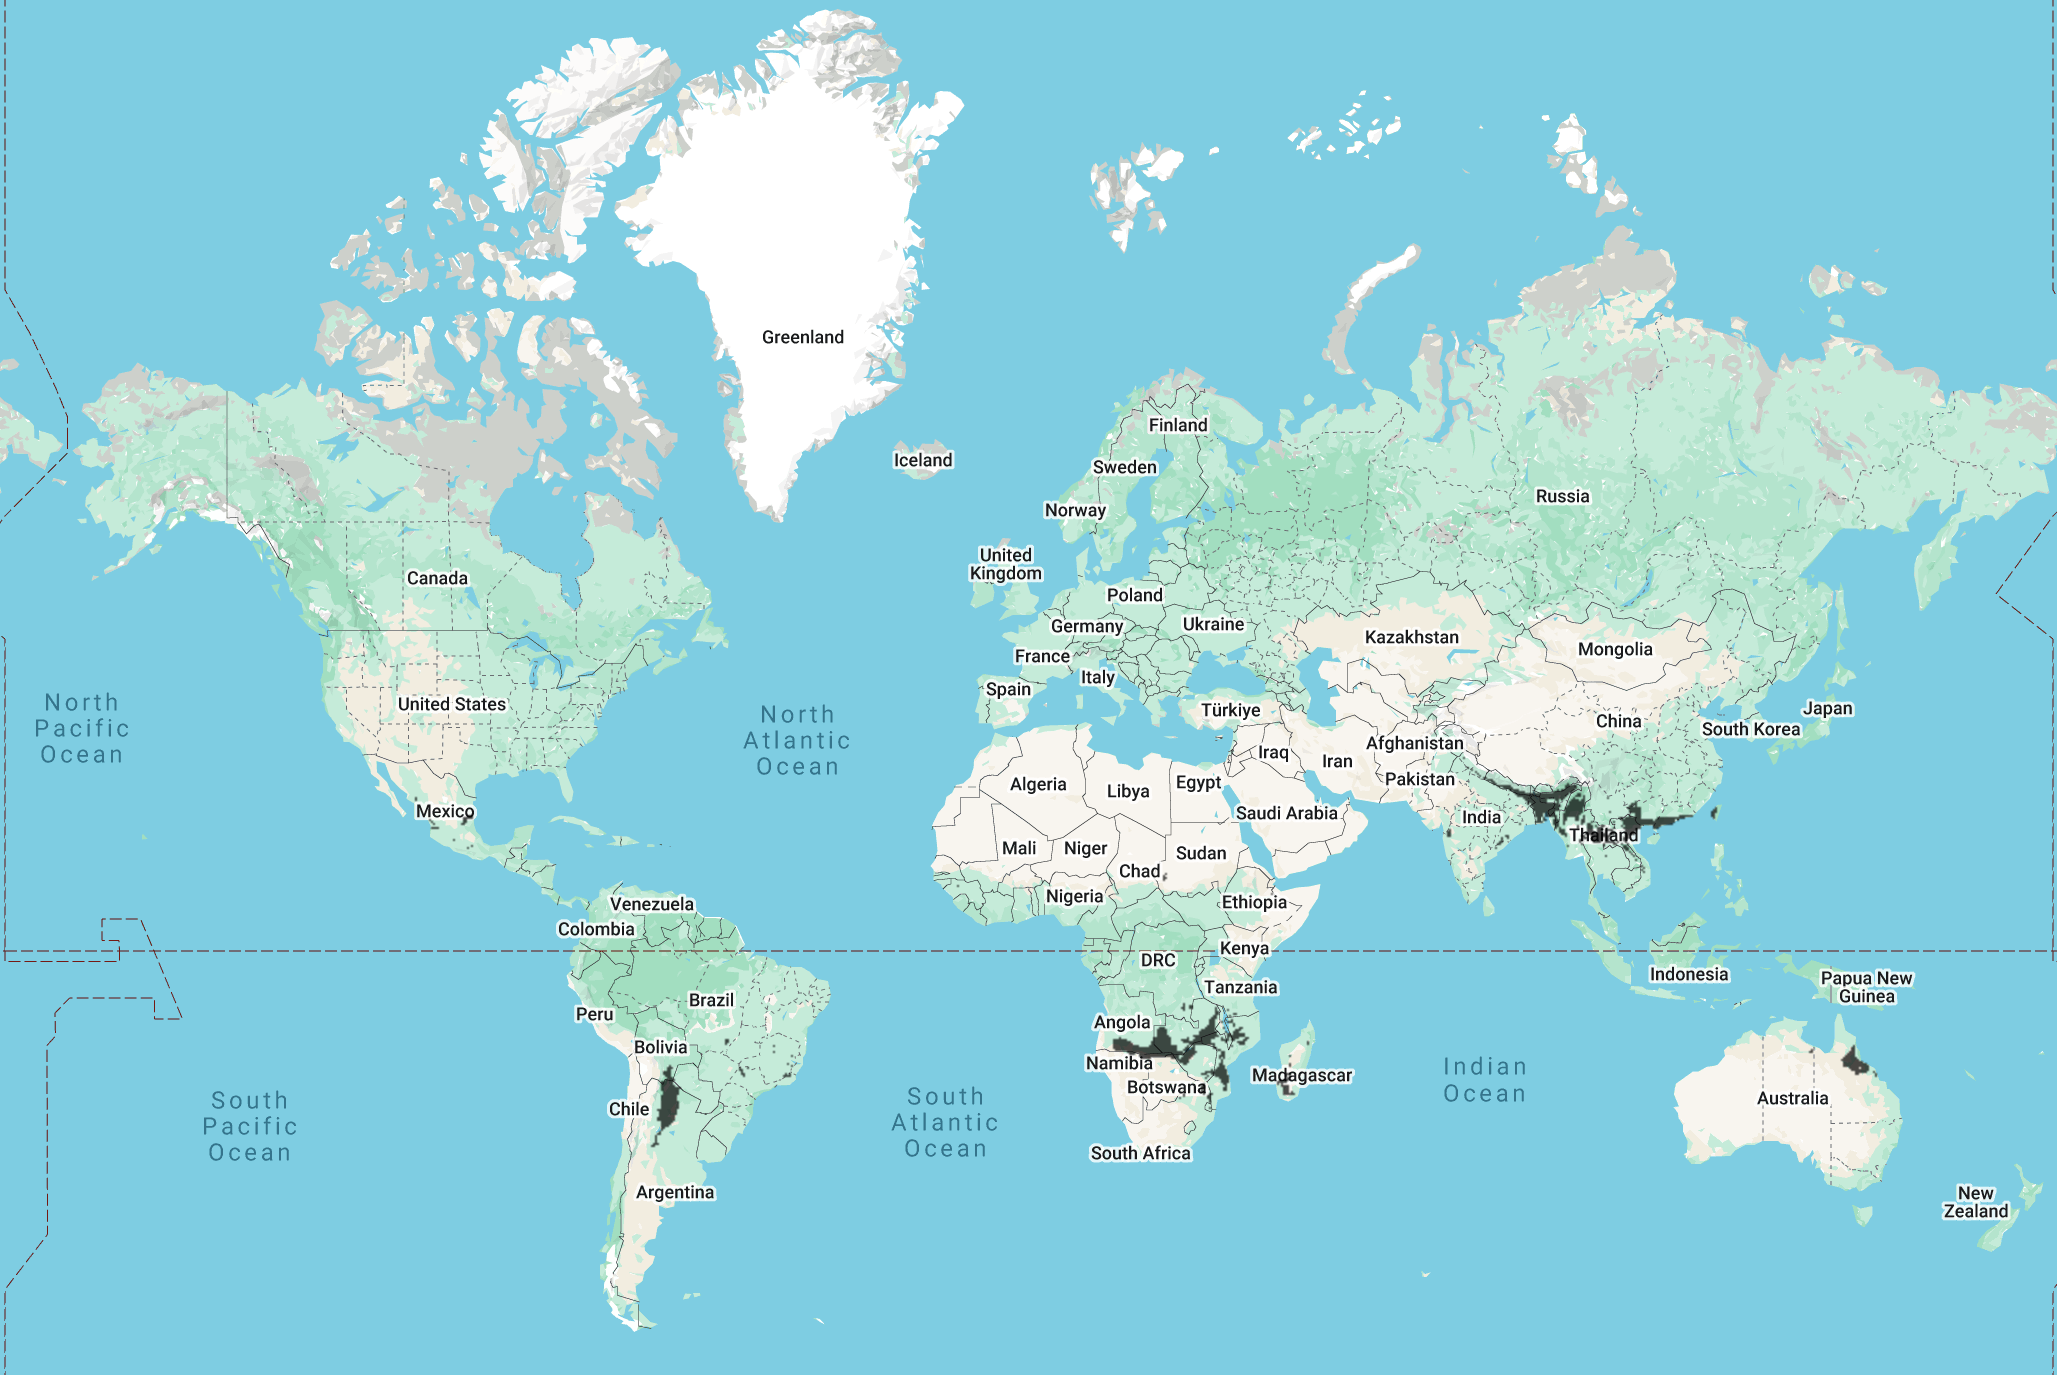 Greenland
Finland
Iceland
Sweden
Russia
Norway
United
Kingdom
Canada
Poland
Germany
Ukraine
Kazakhstan
Mongolia
France
Italy
Spain
United States
North
Pacific
Ocean
North
Atlantic
Ocean
Türkiye
China
Japan
South Korea
Afghanistan
Iraq
Iran
Pakistan
Algeria
Libya
Egypt
Saudi Arabia
Mexico
India
Thailand
Mali
Niger
Sudan
Chad
Nigeria
Ethiopia
Venezuela
Colombia
Kenya
DRC
Indonesia
Papua New
Guinea
Tanzania
Brazil
Peru
Angola
Bolivia
Namibia
Madagascar
Botswana
Indian
Ocean
Australia
Chile
South
Pacific
Ocean
South
Atlantic
Ocean
South Africa
Argentina
New
Zealand